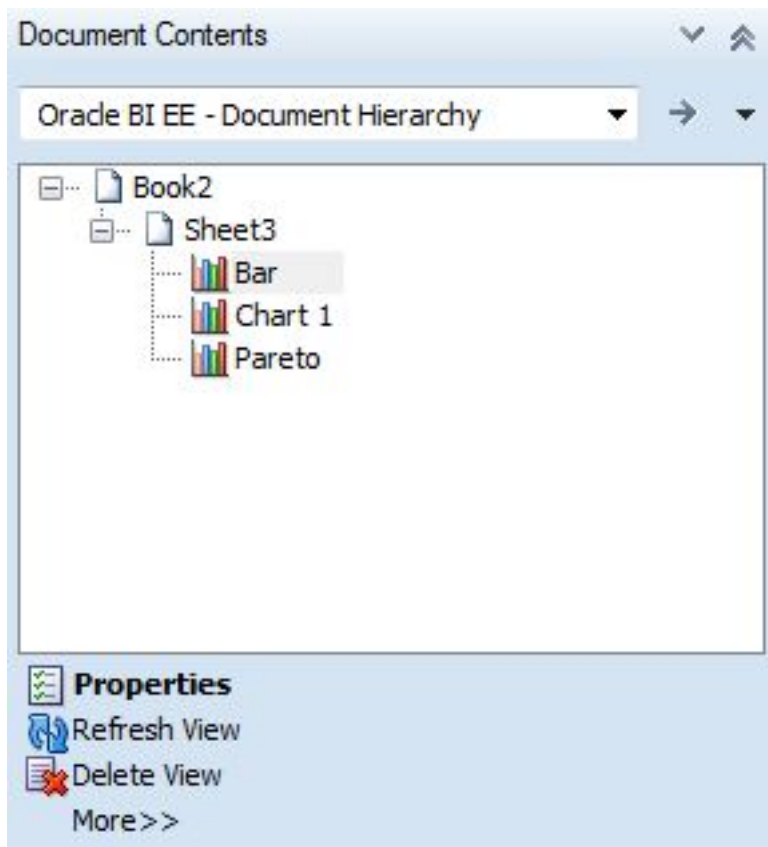 Document Contents
Oracle BI EE - Document Hierarchy
Book2
Sheet3
Bar
Chart 1
Pareto
Properties
Refresh View
Delete View
More>>